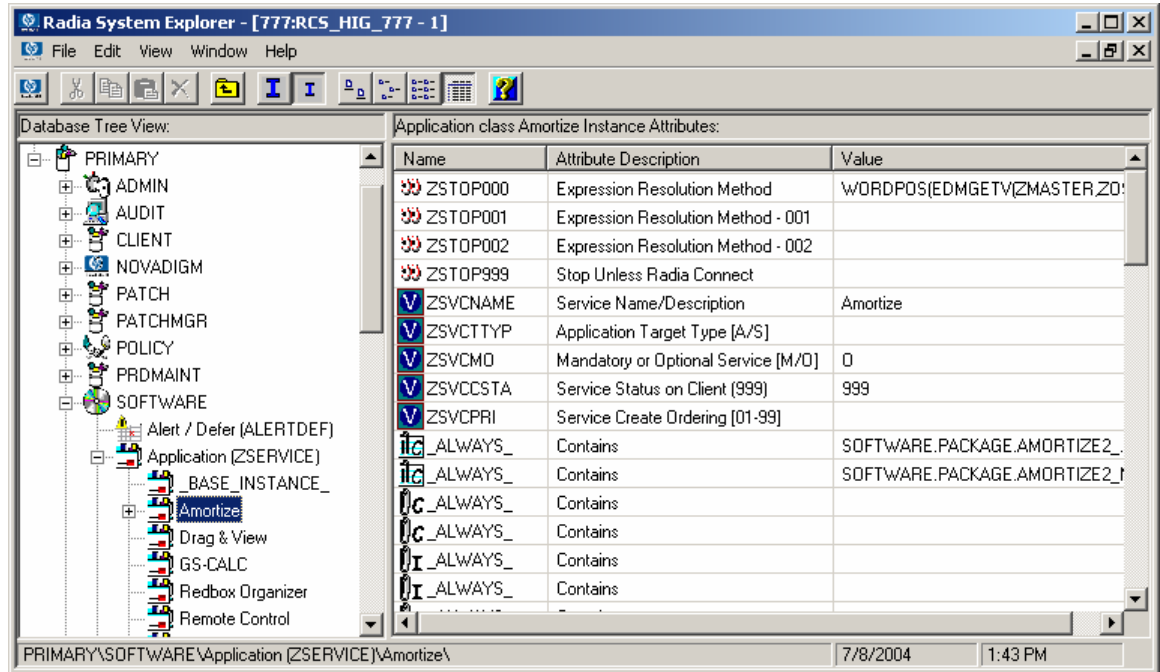 Radia System Explorer - [777:RCS_HIG_777 - 1]
File Edit View Window Help
Database Tree View:
PRIMARY
ADMIN
AUDIT
CLIENT
NOVADIGM
PATCH
PATCHMGR
POLICY
PRDMAINT
SOFTWARE
Alert / Defer (ALERTDEF)
Application (ZSERVICE)
_BASE_INSTANCE_
Amortize
Drag & View
GS-CALC
Redbox Organizer
Remote Control
Application class Amortize Instance Attributes:
Name Attribute Description Value
ZSTOP000 Expression Resolution Method WORDPOS(EDMGETV(ZMASTER,ZOS
ZSTOP001 Expression Resolution Method - 001
ZSTOP002 Expression Resolution Method - 002
ZSTOP999 Stop Unless Radia Connect
V ZSVCNAME Service Name/Description Amortize
V ZSVCTTYP Application Target Type [A/S]
V ZSVCMO Mandatory or Optional Service [M/O] O
V ZSVCCSTA Service Status on Client (999) 999
V ZSVCPRI Service Create Ordering [01-99]
C _ALWAYS_ Contains SOFTWARE.PACKAGE.AMORTIZE2_.
C _ALWAYS_ Contains SOFTWARE.PACKAGE.AMORTIZE2_
C _ALWAYS_ Contains
C _ALWAYS_ Contains
I _ALWAYS_ Contains
I _ALWAYS_ Contains
PRIMARY\SOFTWARE\Application (ZSERVICE)\Amortize\ 7/8/2004 1:43 PM